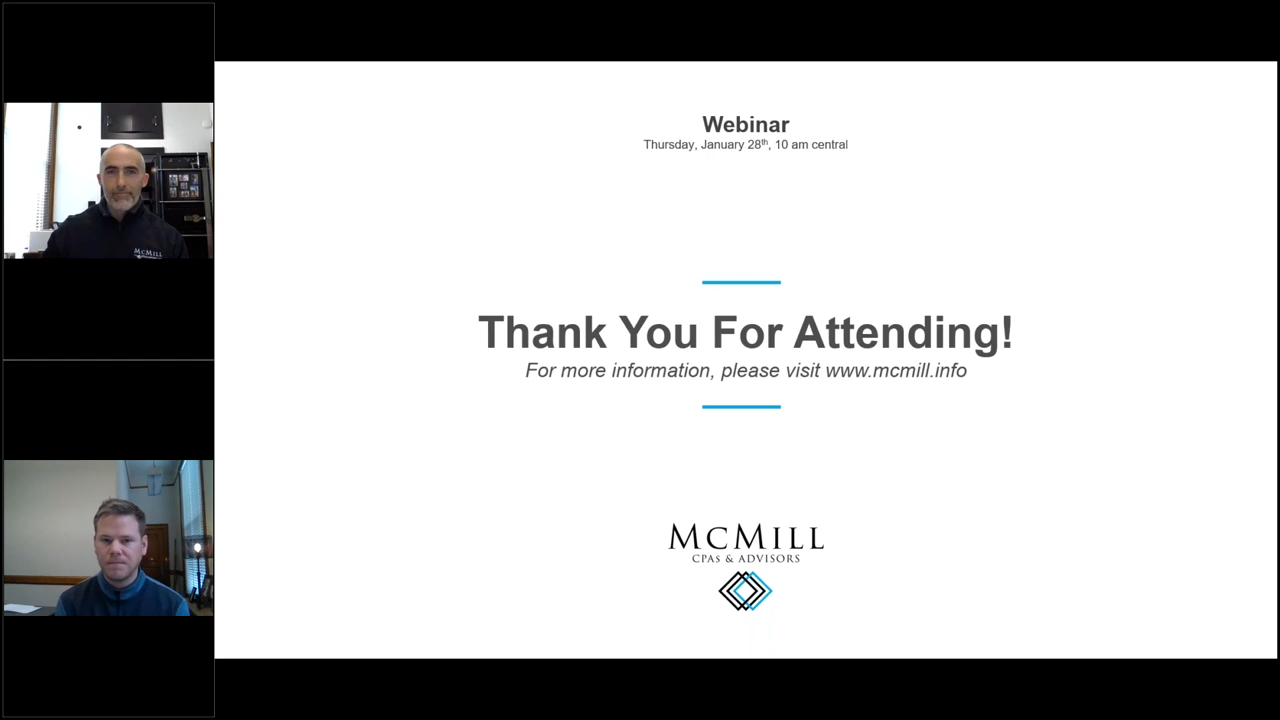 Webinar
Thursday, January 28th, 10 am central
Thank You For Attending!
For more information, please visit www.mcmill.info
McMILL
CPAS & ADVISORS
McMILL